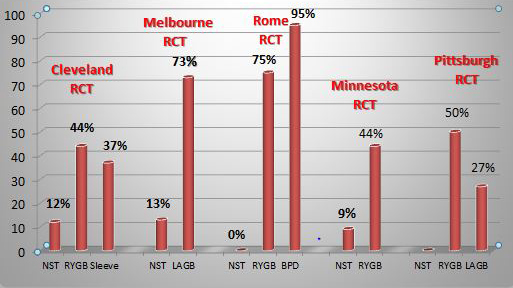 100
90
80
70
60
50
40
30
20
10
0
Cleveland
RCT
Melbourne
RCT
Rome
RCT
Minnesota
RCT
Pittsburgh
RCT
12%
44%
37%
13%
73%
0%
75%
95%
9%
44%
50%
27%
NST RYGB Sleeve NST LAGB NST RYGB BPD NST RYGB NST RYGB LAGB